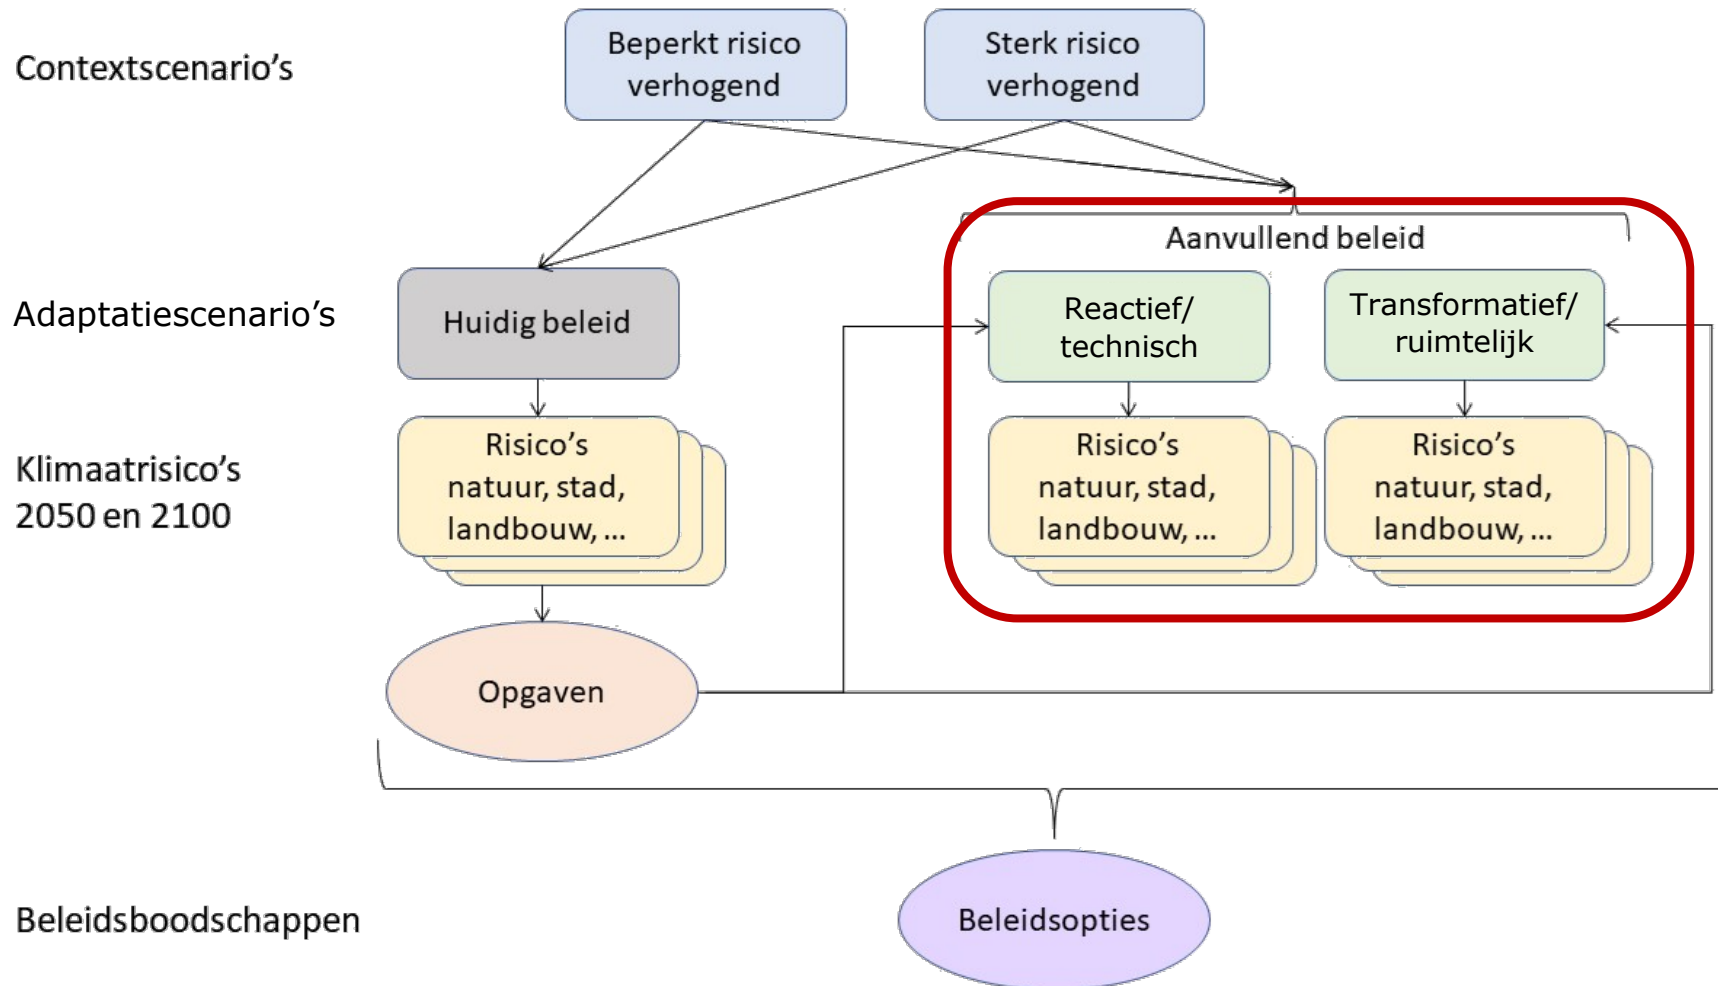 Contextscenario's
Beperkt risico
verhogend
Sterk risico
verhogend
Aanvullend beleid
Adaptatiescenario's
Huidig beleid
Reactief/
technisch
Transformatief/
ruimtelijk
Klimaatrisico's
2050 en 2100
Risico's
natuur, stad,
landbouw, ...
Risico's
natuur, stad,
landbouw, ...
Risico's
natuur, stad,
landbouw, ...
Opgaven
Beleidsboodschappen
Beleidsopties